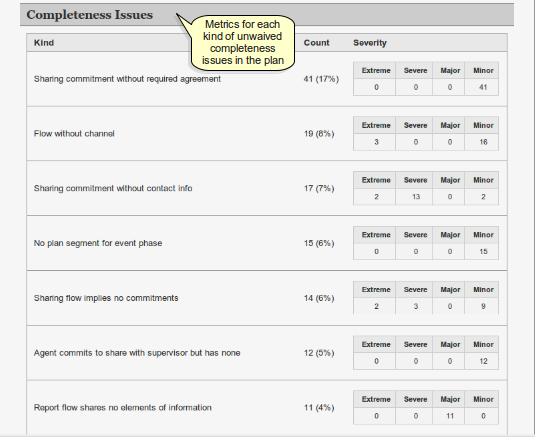 Completeness Issues
Metrics for each
kind of unwaived
completeness
issues in the plan
Kind Count Severity
Sharing commitment without required agreement 41 (17%)
Extreme Severe Major Minor
0 0 0 41
Flow without channel 19 (8%)
Extreme Severe Major Minor
3 0 0 16
Sharing commitment without contact info 17 (7%)
Extreme Severe Major Minor
2 13 0 2
No plan segment for event phase 15 (6%)
Extreme Severe Major Minor
0 0 0 15
Sharing flow implies no commitments 14 (6%)
Extreme Severe Major Minor
2 3 0 9
Agent commits to share with supervisor but has none 12 (5%)
Extreme Severe Major Minor
0 0 0 12
Report flow shares no elements of information 11 (4%)
Extreme Severe Major Minor
0 0 11 0